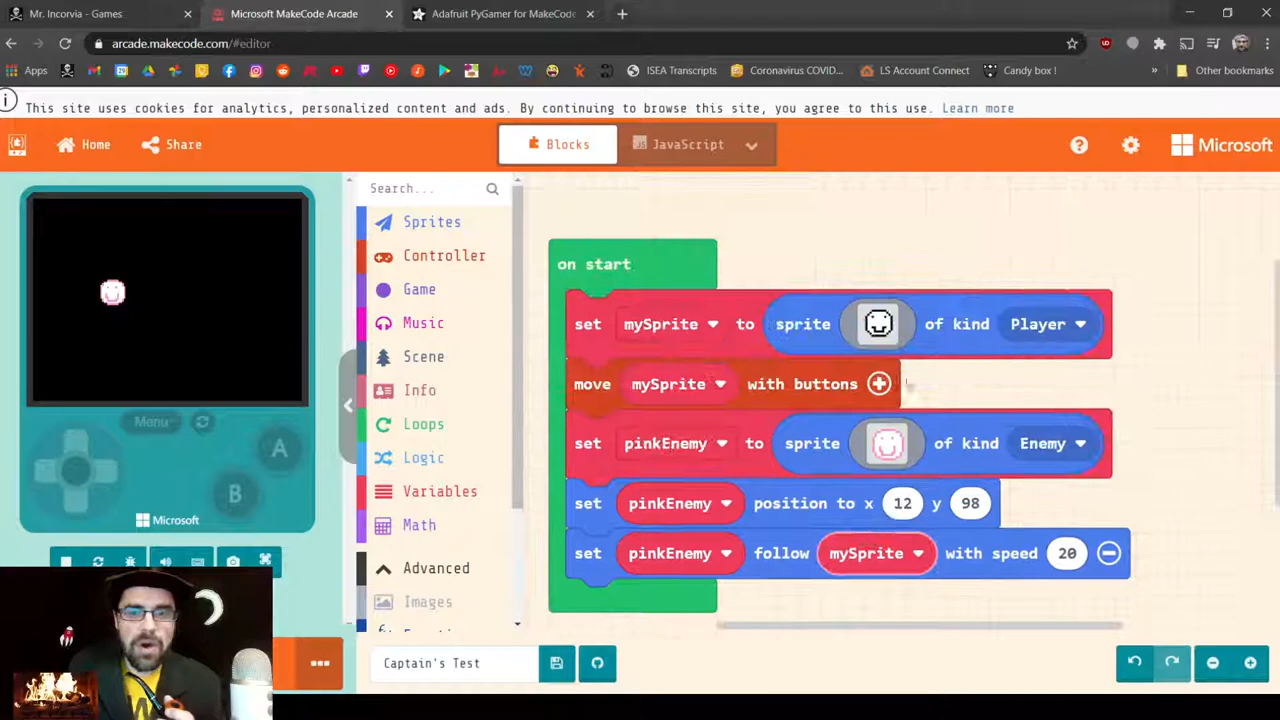 Mr. Incorvia - Games
Microsoft MakeCode Arcade
Adafruit PyGamer for MakeCode
arcade.makecode.com/#editor
Apps
ISEA Transcripts
Coronavirus COVID...
LS Account Connect
Candy box !
Other bookmarks
This site uses cookies for analytics, personalized content and ads. By continuing to browse this site, you agree to this use. Learn more
Home
Share
Blocks
JavaScript
Microsoft
Search...
Sprites
Controller
Game
Music
Scene
Info
Loops
Logic
Variables
Math
Advanced
Images
Menu
A
B
Microsoft
on start
set mySprite to sprite of kind Player
move mySprite with buttons
set pinkEnemy to sprite of kind Enemy
set pinkEnemy position to x 12 y 98
set pinkEnemy follow mySprite with speed 20
Captain's Test